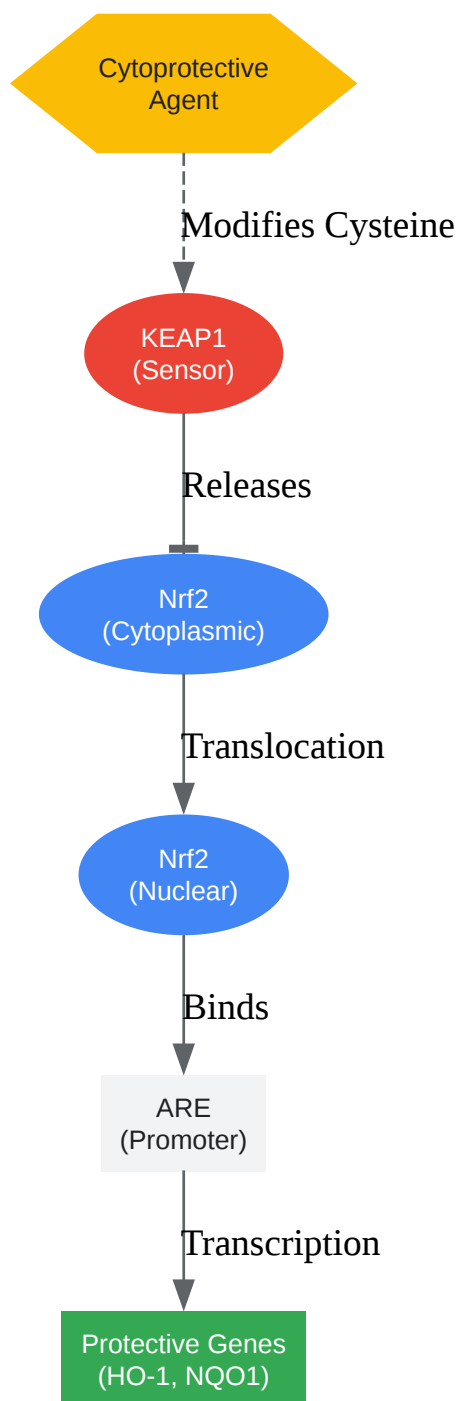 Cytoprotective
Agent
Modifies Cysteine
KEAP1
(Sensor)
Releases
Nrf2
(Cytoplasmic)
Translocation
Nrf2
(Nuclear)
Binds
ARE
(Promoter)
Transcription
Protective Genes
(HO-1, NQO1)